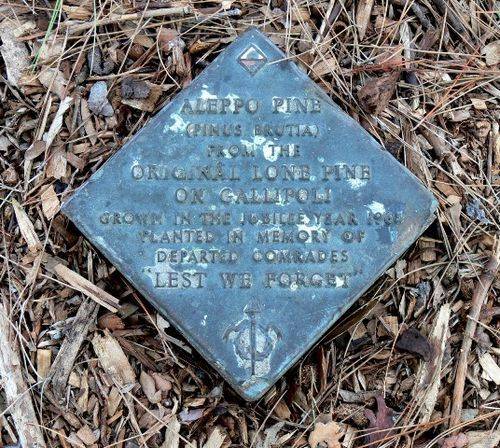 ALEPPO PINE
(PINUS BRUTIA)
FROM THE
ORIGINAL LONE PINE
ON GALLIPOLI
GROWN IN THE JUBILEE YEAR
PLANTED IN MEMORY OF
DEPARTED COMRADES
"LEST WE FORGET"